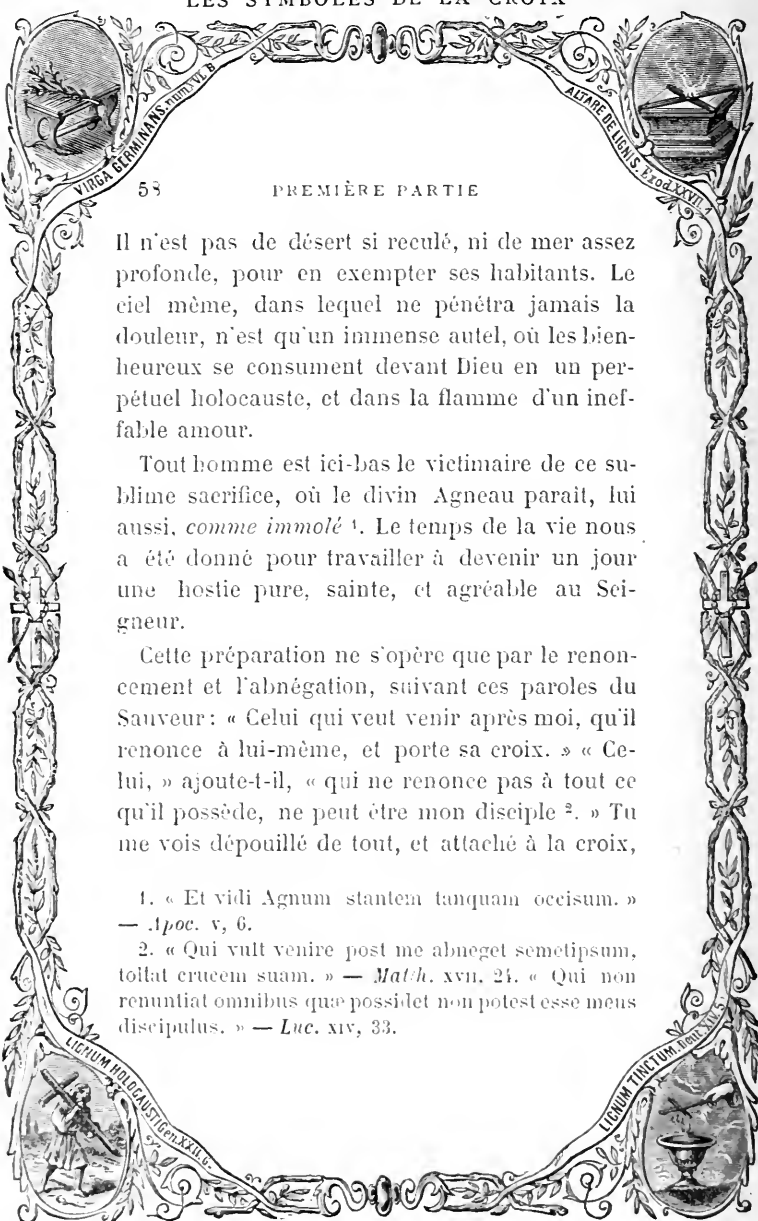 LES SYMBOLES DE LA CROIX
VIRGA GERMINANS. num. XVI. 8
ALTARE DE LIGNIS. Exod. XXVII. 1
58 PREMIÈRE PARTIE
Il n'est pas de désert si reculé, ni de mer assez
profonde, pour en exempter ses habitants. Le
ciel même, dans lequel ne pénétra jamais la
douleur, n'est qu'un immense autel, où les bien-
heureux se consument devant Dieu en un per-
pétuel holocauste, et dans la flamme d'un inef-
fable amour.
Tout homme est ici-bas le victimaire de ce su-
blime sacrifice, où le divin Agneau paraît, lui
aussi, comme immolé 1. Le temps de la vie nous
a été donné pour travailler à devenir un jour
une hostie pure, sainte, et agréable au Sei-
gneur.
Cette préparation ne s'opère que par le renon-
cement et l'abnégation, suivant ces paroles du
Sauveur: « Celui qui veut venir après moi, qu'il
renonce à lui-même, et porte sa croix. » « Ce-
lui, » ajoute-t-il, « qui ne renonce pas à tout ce
qu'il possède, ne peut être mon disciple 2. » Tu
me vois dépouillé de tout, et attaché à la croix,
1. « Et vidi Agnum stantem tanquam occisum. »
— Apoc. v, 6.
2. « Qui vult venire post me abneget semetipsum,
tollat crucem suam. » — Matth. xvii. 24. « Qui non
renuntiat omnibus quæ possidet non potest esse meus
discipulus. » — Luc. xiv, 33.
LIGNUM HOLOCAUSTI Gen. XXII. 6.
LIGNUM TINCTUM. Deut. XIV.